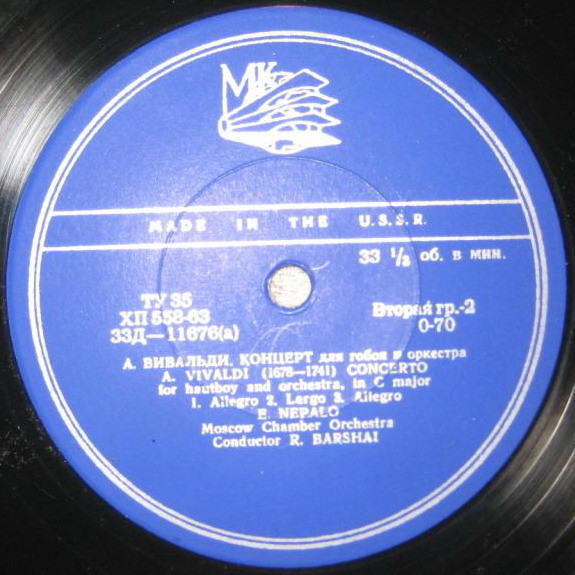 МК
MADE IN THE U.S.S.R.
33 1/3 об. в мин.
ТУ 35
ХП 558-63
33Д—11676(а)
Вторая гр.-2
0-70
А. ВИВАЛЬДИ. КОНЦЕРТ для гобоя и оркестра
A. VIVALDI (1678—1741) CONCERTO
for hautboy and orchestra, in C major
1. Allegro 2. Largo 3. Allegro
E. NEPALO
Moscow Chamber Orchestra
Conductor R. BARSHAI